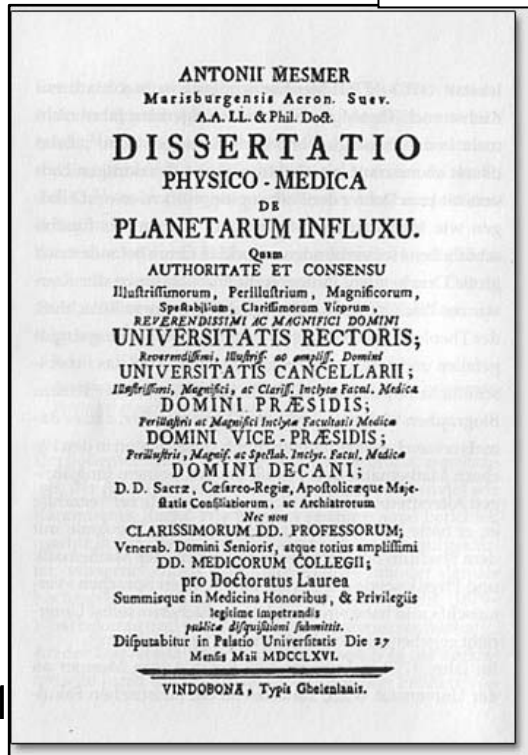 ANTONII MESMER
Marisburgensis Acron. Suev.
A.A. LL. & Phil. Doct.
DISSERTATIO
PHYSICO-MEDICA
DE
PLANETARUM INFLUXU.
Quam
AUTHORITATE ET CONSENSU
Illustrissimorum, Perillustrium, Magnificorum,
Spectabilium, Clarissimorum Virorum,
REVERENDISSIMI AC MAGNIFICI DOMINI
UNIVERSITATIS RECTORIS;
Reverendissimi, Illustriss. ac ampliss. Domini
UNIVERSITATIS CANCELLARII;
Illustrissimi, Magnifici, ac Clariss. Inclytæ Facul. Medicæ
DOMINI PRÆSIDIS;
Perillustris ac Magnifici Inclytæ Facultatis Medicæ
DOMINI VICE-PRÆSIDIS;
Perillustris, Magnif. ac Spectab. Inclyt. Facul. Medicæ
DOMINI DECANI;
D. D. Sacræ, Cæsareo-Regiæ, Apostolicæque Maje-
statis Consiliatiorum, ac Archiatrorum
Nec non
CLARISSIMORUM DD. PROFESSORUM;
Venerab. Domini Senioris, atque totius amplissimi
DD. MEDICORUM COLLEGII;
pro Doctoratus Laurea
Summisque in Medicina Honoribus, & Privilegiis
legitime impetrandis
publicæ disquisitioni submittit.
Disputabitur in Palatio Universitatis Die 27
Mensis Maii MDCCLXVI.
VINDOBONÆ, Typis Ghelenianis.